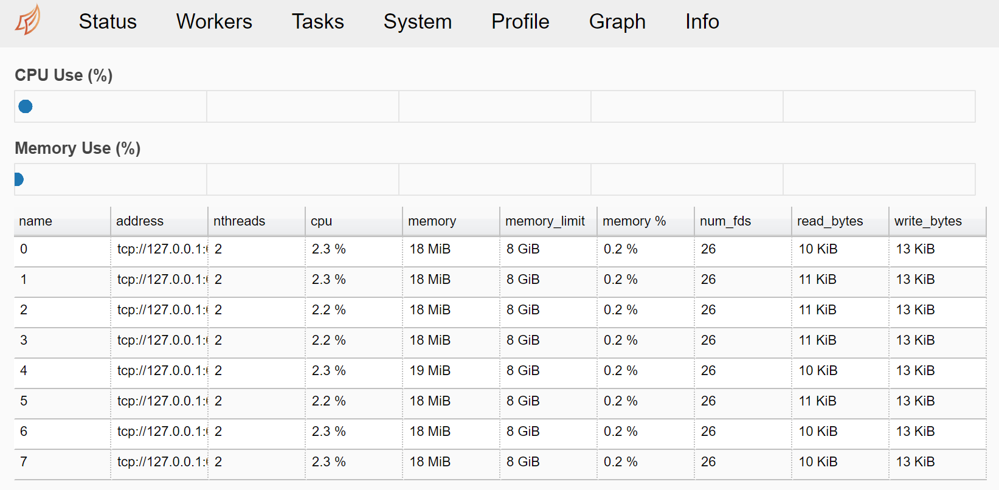 Status Workers Tasks System Profile Graph Info
CPU Use (%)
Memory Use (%)
name address nthreads cpu memory memory_limit memory % num_fds read_bytes write_bytes
0 tcp://127.0.0.1: 2 2.3 % 18 MiB 8 GiB 0.2 % 26 10 KiB 13 KiB
1 tcp://127.0.0.1: 2 2.3 % 18 MiB 8 GiB 0.2 % 26 11 KiB 13 KiB
2 tcp://127.0.0.1: 2 2.2 % 18 MiB 8 GiB 0.2 % 26 11 KiB 13 KiB
3 tcp://127.0.0.1: 2 2.2 % 18 MiB 8 GiB 0.2 % 26 11 KiB 13 KiB
4 tcp://127.0.0.1: 2 2.3 % 19 MiB 8 GiB 0.2 % 26 10 KiB 13 KiB
5 tcp://127.0.0.1: 2 2.2 % 18 MiB 8 GiB 0.2 % 26 11 KiB 13 KiB
6 tcp://127.0.0.1: 2 2.3 % 18 MiB 8 GiB 0.2 % 26 10 KiB 13 KiB
7 tcp://127.0.0.1: 2 2.3 % 18 MiB 8 GiB 0.2 % 26 10 KiB 13 KiB